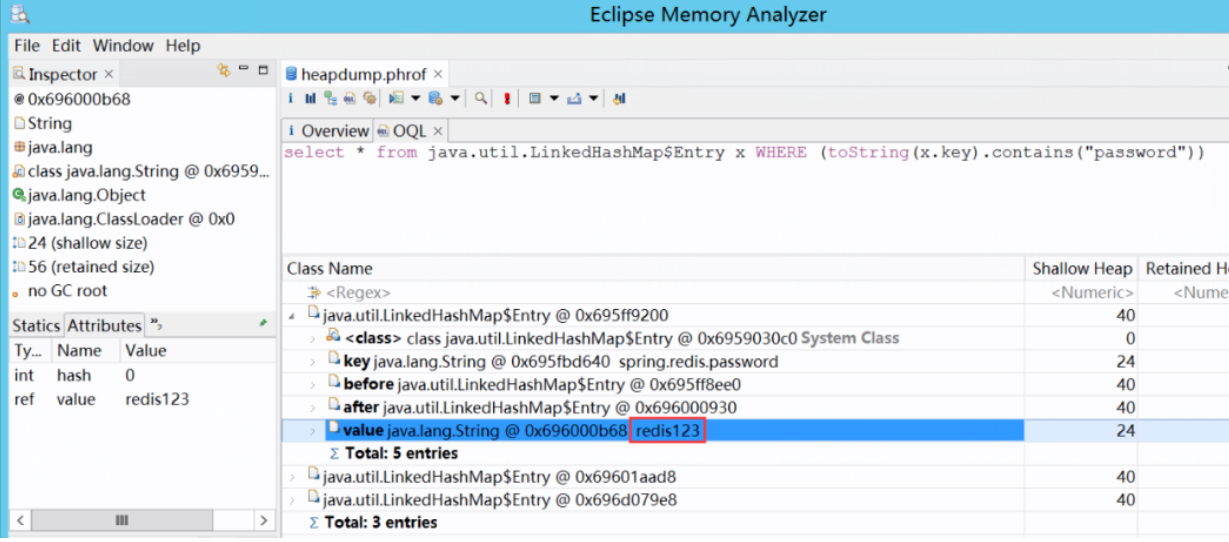 Eclipse Memory Analyzer
File Edit Window Help
Inspector
heapdump.phrof
@ 0x696000b68
String
java.lang
class java.lang.String @ 0x6959...
java.lang.Object
java.lang.ClassLoader @ 0x0
24 (shallow size)
56 (retained size)
no GC root
Statics Attributes
Ty... Name Value
int hash 0
ref value redis123
i Overview OQL
select * from java.util.LinkedHashMap$Entry x WHERE (toString(x.key).contains("password"))
Class Name Shallow Heap Retained H
<Regex> <Numeric> <Nume
java.util.LinkedHashMap$Entry @ 0x695ff9200 40
<class> class java.util.LinkedHashMap$Entry @ 0x6959030c0 System Class 0
key java.lang.String @ 0x695fbd640 spring.redis.password 24
before java.util.LinkedHashMap$Entry @ 0x695ff8ee0 40
after java.util.LinkedHashMap$Entry @ 0x696000930 40
value java.lang.String @ 0x696000b68 redis123 24
Σ Total: 5 entries
java.util.LinkedHashMap$Entry @ 0x69601aad8 40
java.util.LinkedHashMap$Entry @ 0x696d079e8 40
Σ Total: 3 entries